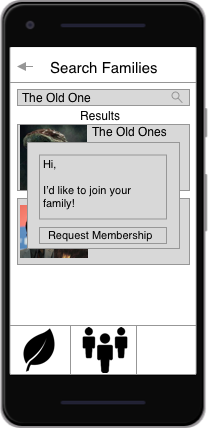 Search Families
The Old One
Results
The Old Ones
Hi,
I'd like to join your
family!
Request Membership